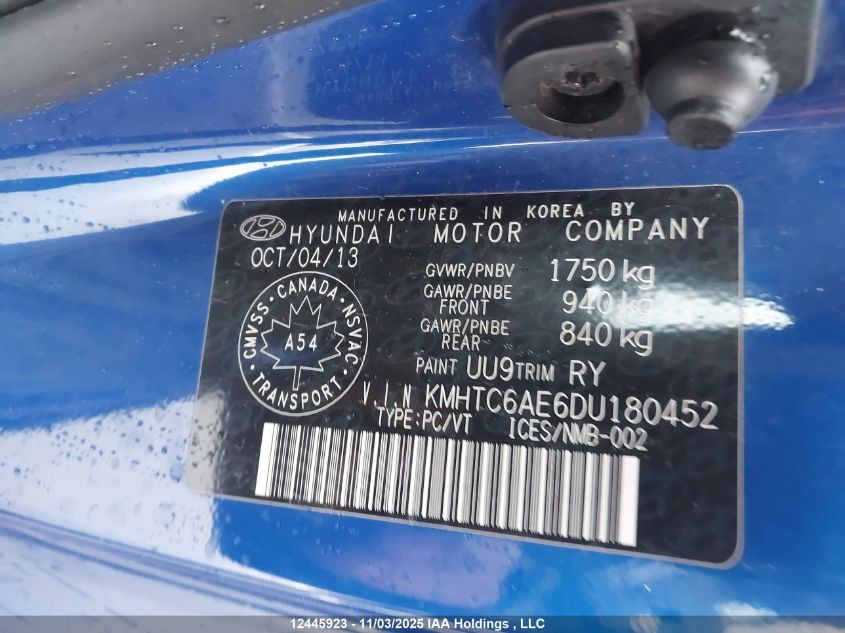 MANUFACTURED IN KOREA BY
HYUNDAI MOTOR COMPANY
OCT/04/13
GVWR/PNBV 1750 kg
GAWR/PNBE FRONT 940 kg
GAWR/PNBE REAR 840 kg
CMVSS · CANADA · NSVAC
A54
TRANSPORT
PAINT UU9 TRIM RY
V.I.N KMHTC6AE6DU180452
TYPE:PC/VT ICES/NMB-002
12445923 - 11/03/2025 IAA Holdings , LLC